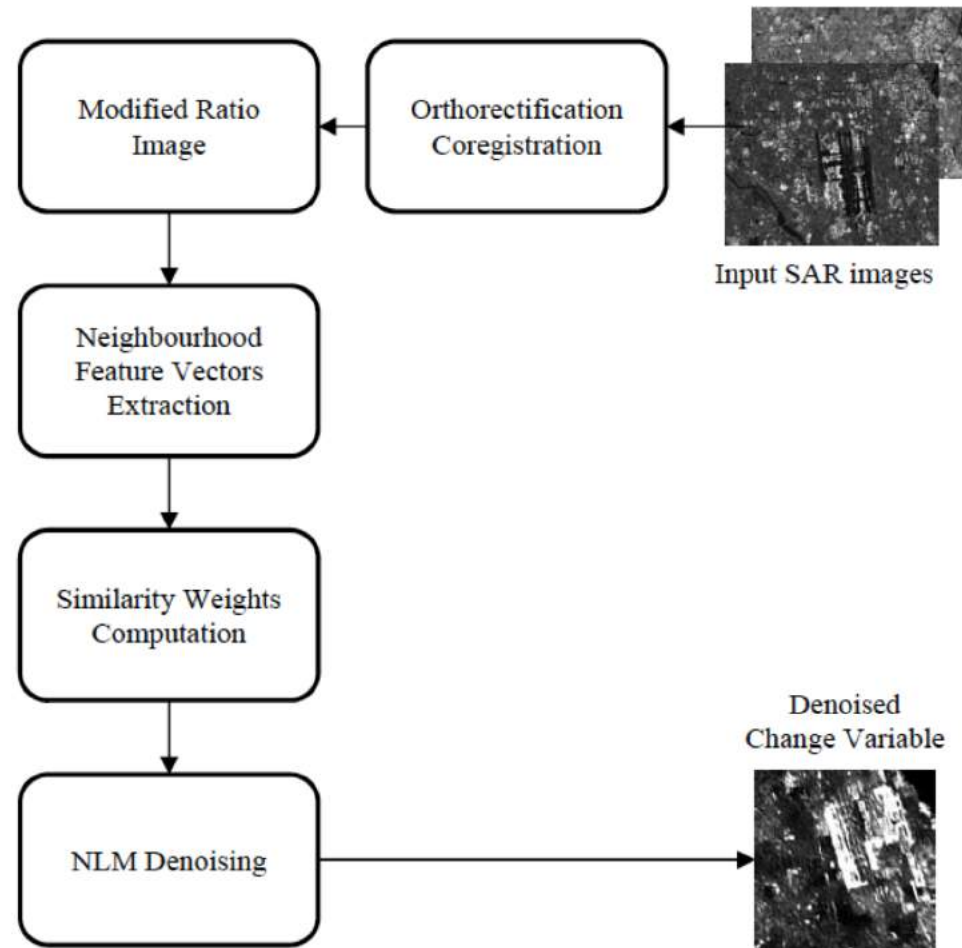 Modified Ratio
Image
Orthorectification
Coregistration
Input SAR images
Neighbourhood
Feature Vectors
Extraction
Similarity Weights
Computation
Denoised
Change Variable
NLM Denoising